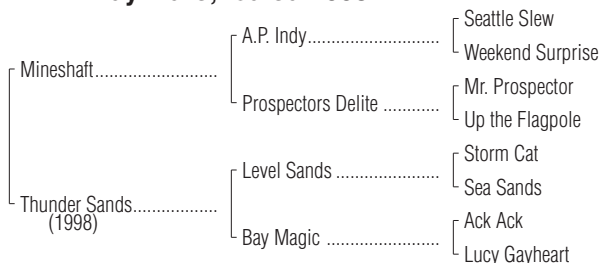 Seattle Slew
A.P. Indy
Weekend Surprise
Mineshaft
Mr. Prospector
Prospectors Delite
Up the Flagpole
Storm Cat
Level Sands
Sea Sands
Thunder Sands
(1998)
Ack Ack
Bay Magic
Lucy Gayheart